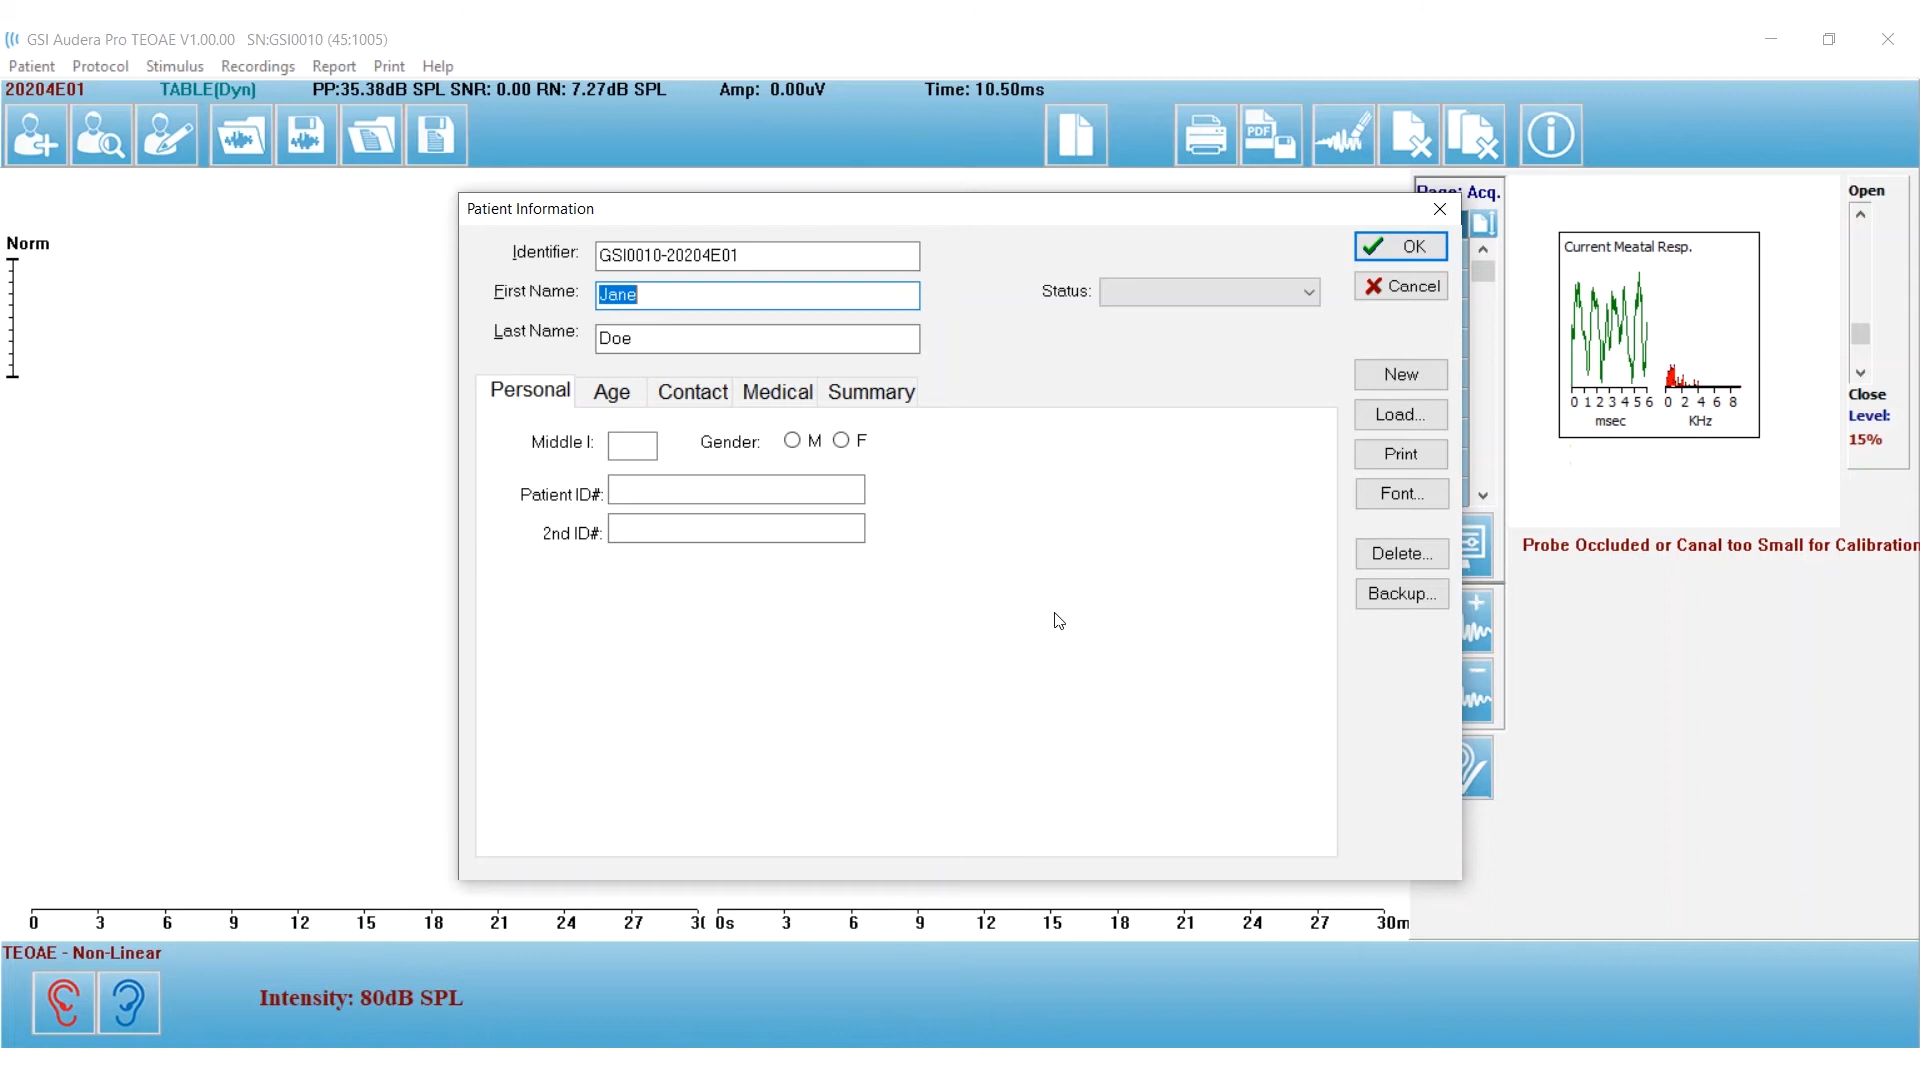 GSI Audera Pro TEOAE V1.00.00 SN:GSI0010 (45:1005)
Patient Protocol Stimulus Recordings Report Print Help
20204E01 TABLE(Dyn) PP:35.38dB SPL SNR: 0.00 RN: 7.27dB SPL Amp: 0.00uV Time: 10.50ms
PDF
Norm
Patient Information
Identifier: GSI0010-20204E01
First Name: Jane
Last Name: Doe
Status:
OK
Cancel
New
Load...
Print
Font...
Delete...
Backup...
Personal Age Contact Medical Summary
Middle I: Gender: M F
Patient ID#:
2nd ID#:
Page: Acq.
Current Meatal Resp.
0 1 2 3 4 5 6 0 2 4 6 8
msec KHz
Open
Close
Level:
15%
Probe Occluded or Canal too Small for Calibration
0 3 6 9 12 15 18 21 24 27 30 0s 3 6 9 12 15 18 21 24 27 30m
TEOAE - Non-Linear
Intensity: 80dB SPL